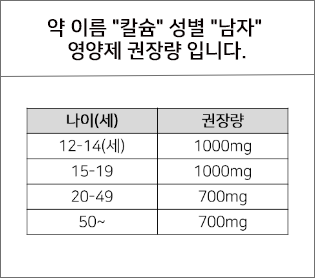 약 이름 "칼슘" 성별 "남자"
영양제 권장량 입니다.
나이(세) 권장량
12-14(세) 1000mg
15-19 1000mg
20-49 700mg
50~ 700mg